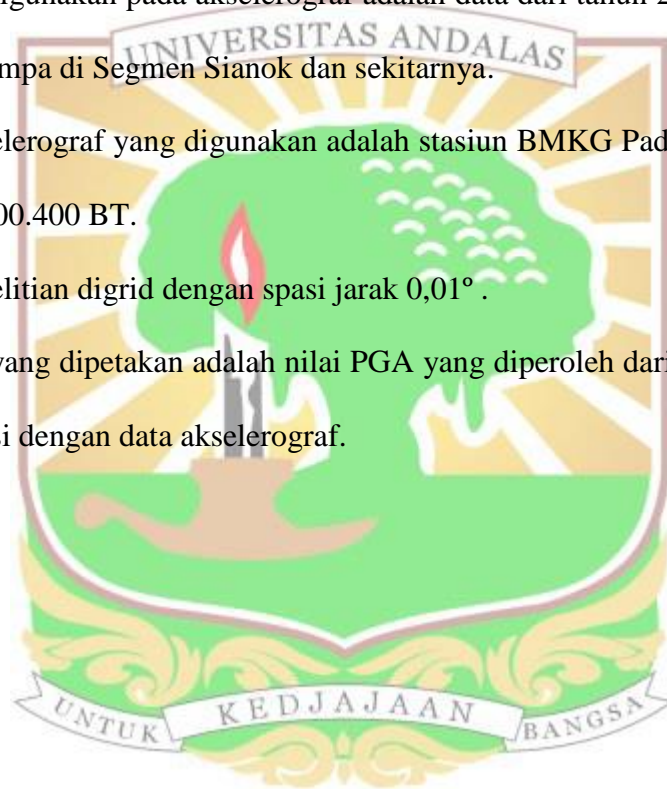 igunakan pada akselerograf adalah data dari tahun 2
UNIVERSITAS ANDALAS
mpa di Segmen Sianok dan sekitarnya.
elerograf yang digunakan adalah stasiun BMKG Pad
00.400 BT.
elitian digrid dengan spasi jarak 0,01º .
yang dipetakan adalah nilai PGA yang diperoleh dari
si dengan data akselerograf.
UNTUK KEDJAJAAN BANGSA